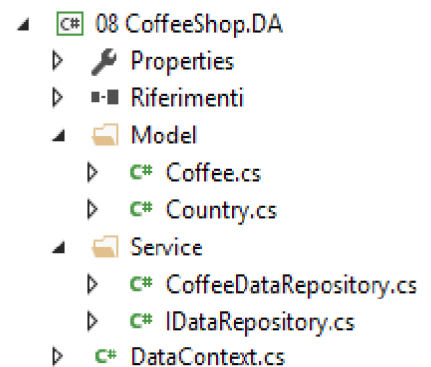 C# 08 CoffeeShop.DA
Properties
Riferimenti
Model
C# Coffee.cs
C# Country.cs
Service
C# CoffeeDataRepository.cs
C# IDataRepository.cs
C# DataContext.cs